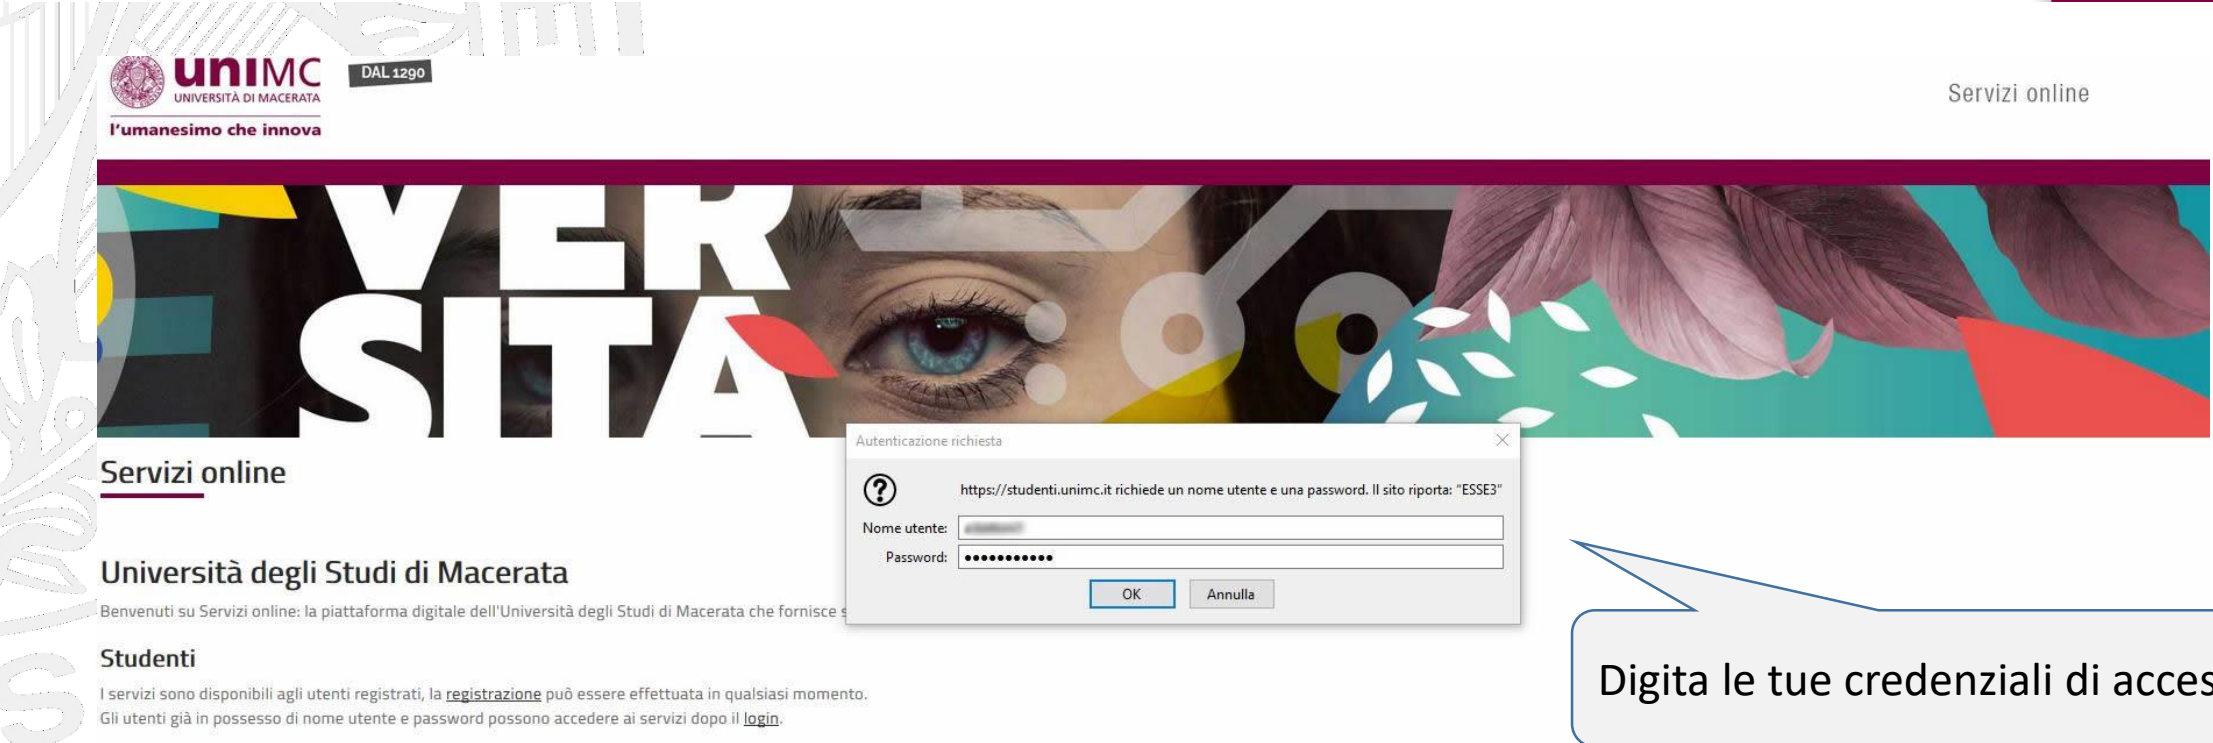 unIMC
UNIVERSITÀ DI MACERATA
l'umanesimo che innova
DAL 1290
Servizi online
VER
SITÀ
Servizi online
Università degli Studi di Macerata
Benvenuti su Servizi online: la piattaforma digitale dell'Università degli Studi di Macerata che fornisce
Studenti
I servizi sono disponibili agli utenti registrati, la registrazione può essere effettuata in qualsiasi momento.
Gli utenti già in possesso di nome utente e password possono accedere ai servizi dopo il login.
Autenticazione richiesta
https://studenti.unimc.it richiede un nome utente e una password. Il sito riporta: "ESSE3"
Nome utente:
Password: •••••••••••
OK Annulla
Digita le tue credenziali di acces